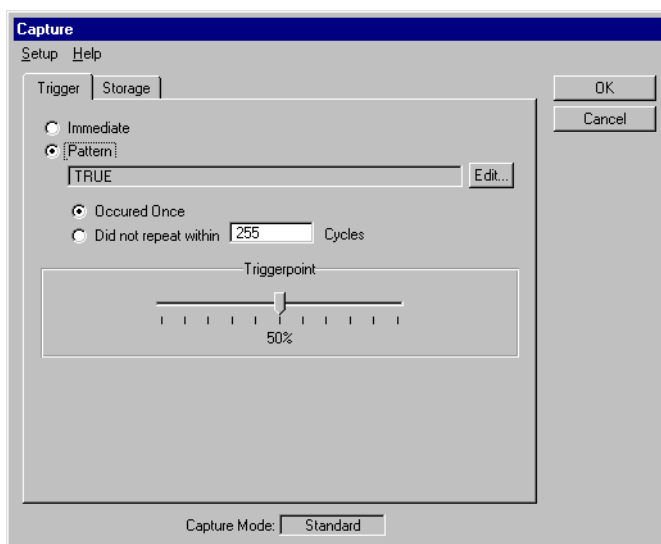 Capture
Setup Help
Trigger Storage
OK
Cancel
Immediate
Pattern
TRUE
Edit...
Occured Once
Did not repeat within 255 Cycles
Triggerpoint
50%
Capture Mode: Standard